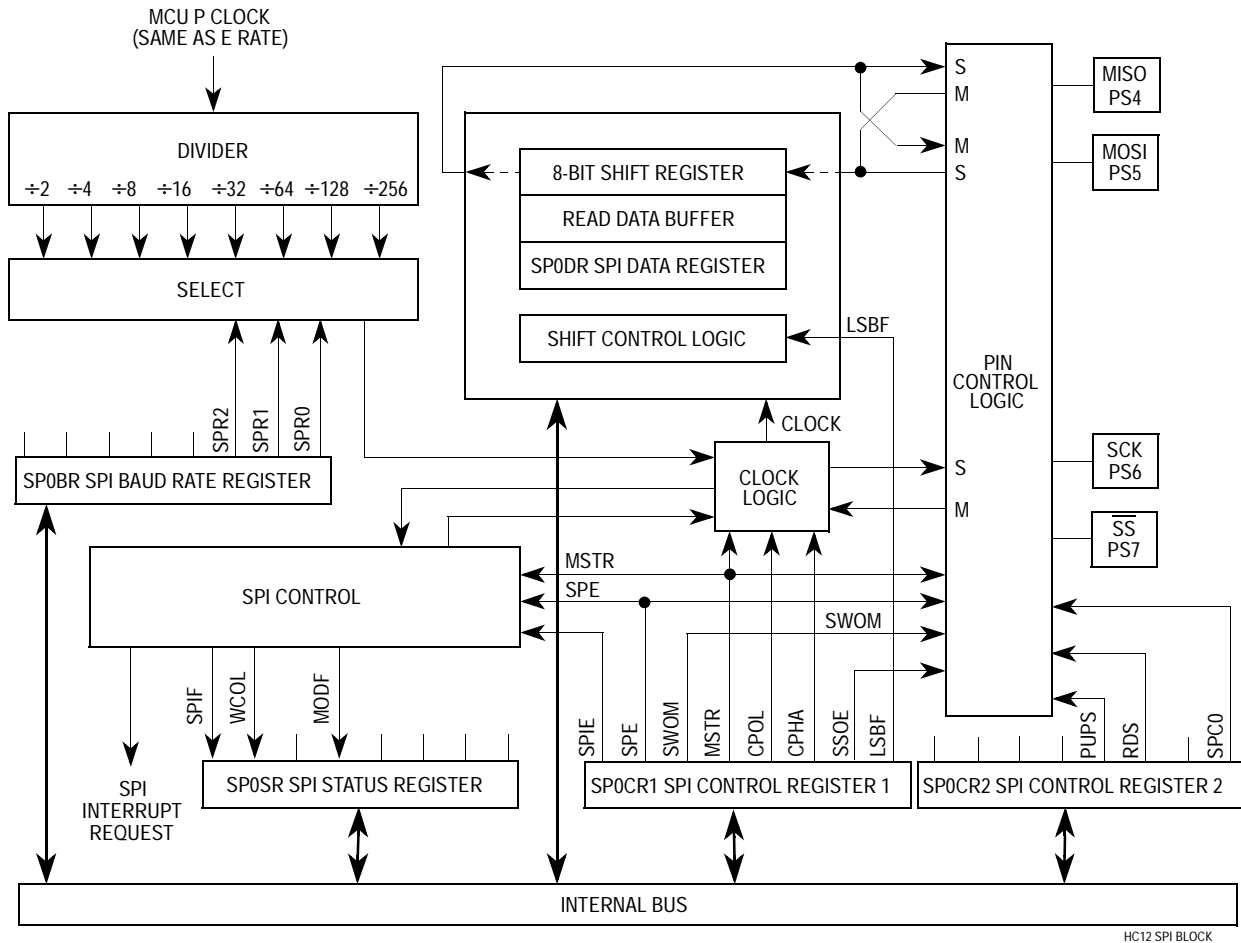 MCU P CLOCK
(SAME AS E RATE)
DIVIDER
÷2 ÷4 ÷8 ÷16 ÷32 ÷64 ÷128 ÷256
SELECT
SPR2
SPR1
SPR0
SP0BR SPI BAUD RATE REGISTER
8-BIT SHIFT REGISTER
READ DATA BUFFER
SP0DR SPI DATA REGISTER
SHIFT CONTROL LOGIC
LSBF
CLOCK
CLOCK
LOGIC
S
M
M
S
PIN
CONTROL
LOGIC
S
M
MISO
PS4
MOSI
PS5
SCK
PS6
SS
PS7
SPI CONTROL
MSTR
SPE
SWOM
SPIF
WCOL
MODF
SPI
INTERRUPT
REQUEST
SP0SR SPI STATUS REGISTER
SPIE
SPE
SWOM
MSTR
CPOL
CPHA
SSOE
LSBF
SP0CR1 SPI CONTROL REGISTER 1
PUPS
RDS
SPC0
SP0CR2 SPI CONTROL REGISTER 2
INTERNAL BUS
HC12 SPI BLOCK